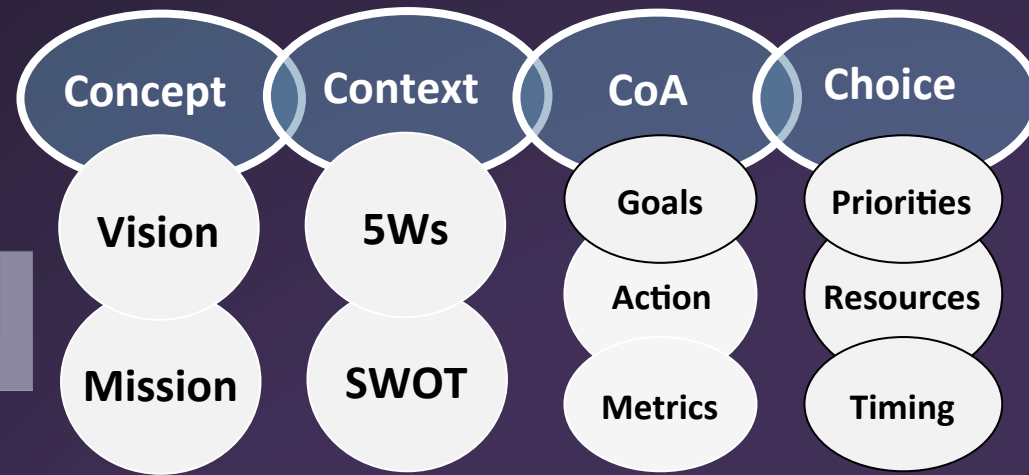 Concept
Context
CoA
Choice
Vision
5Ws
Goals
Priorities
Action
Resources
Mission
SWOT
Metrics
Timing